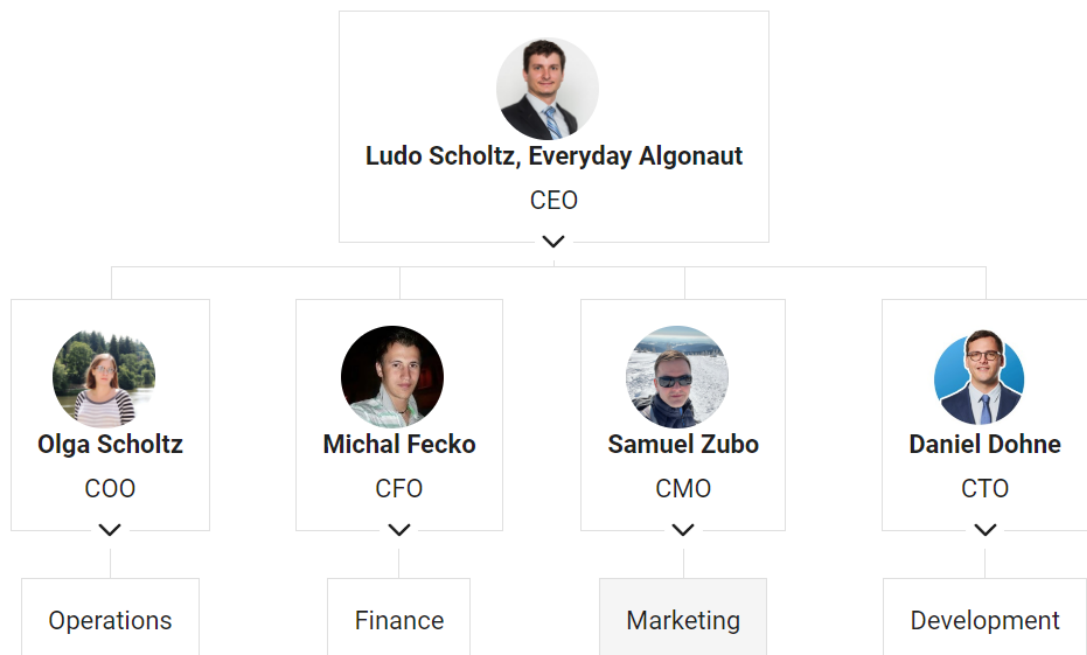 Ludo Scholtz, Everyday Algonaut
CEO
Olga Scholtz
COO
Michal Fecko
CFO
Samuel Zubo
CMO
Daniel Dohne
CTO
Operations
Finance
Marketing
Development